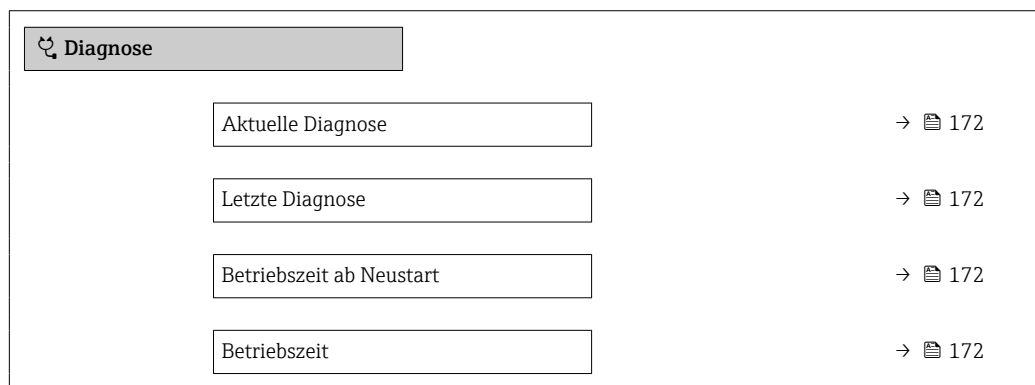 Diagnose
Aktuelle Diagnose → 172
Letzte Diagnose → 172
Betriebszeit ab Neustart → 172
Betriebszeit → 172